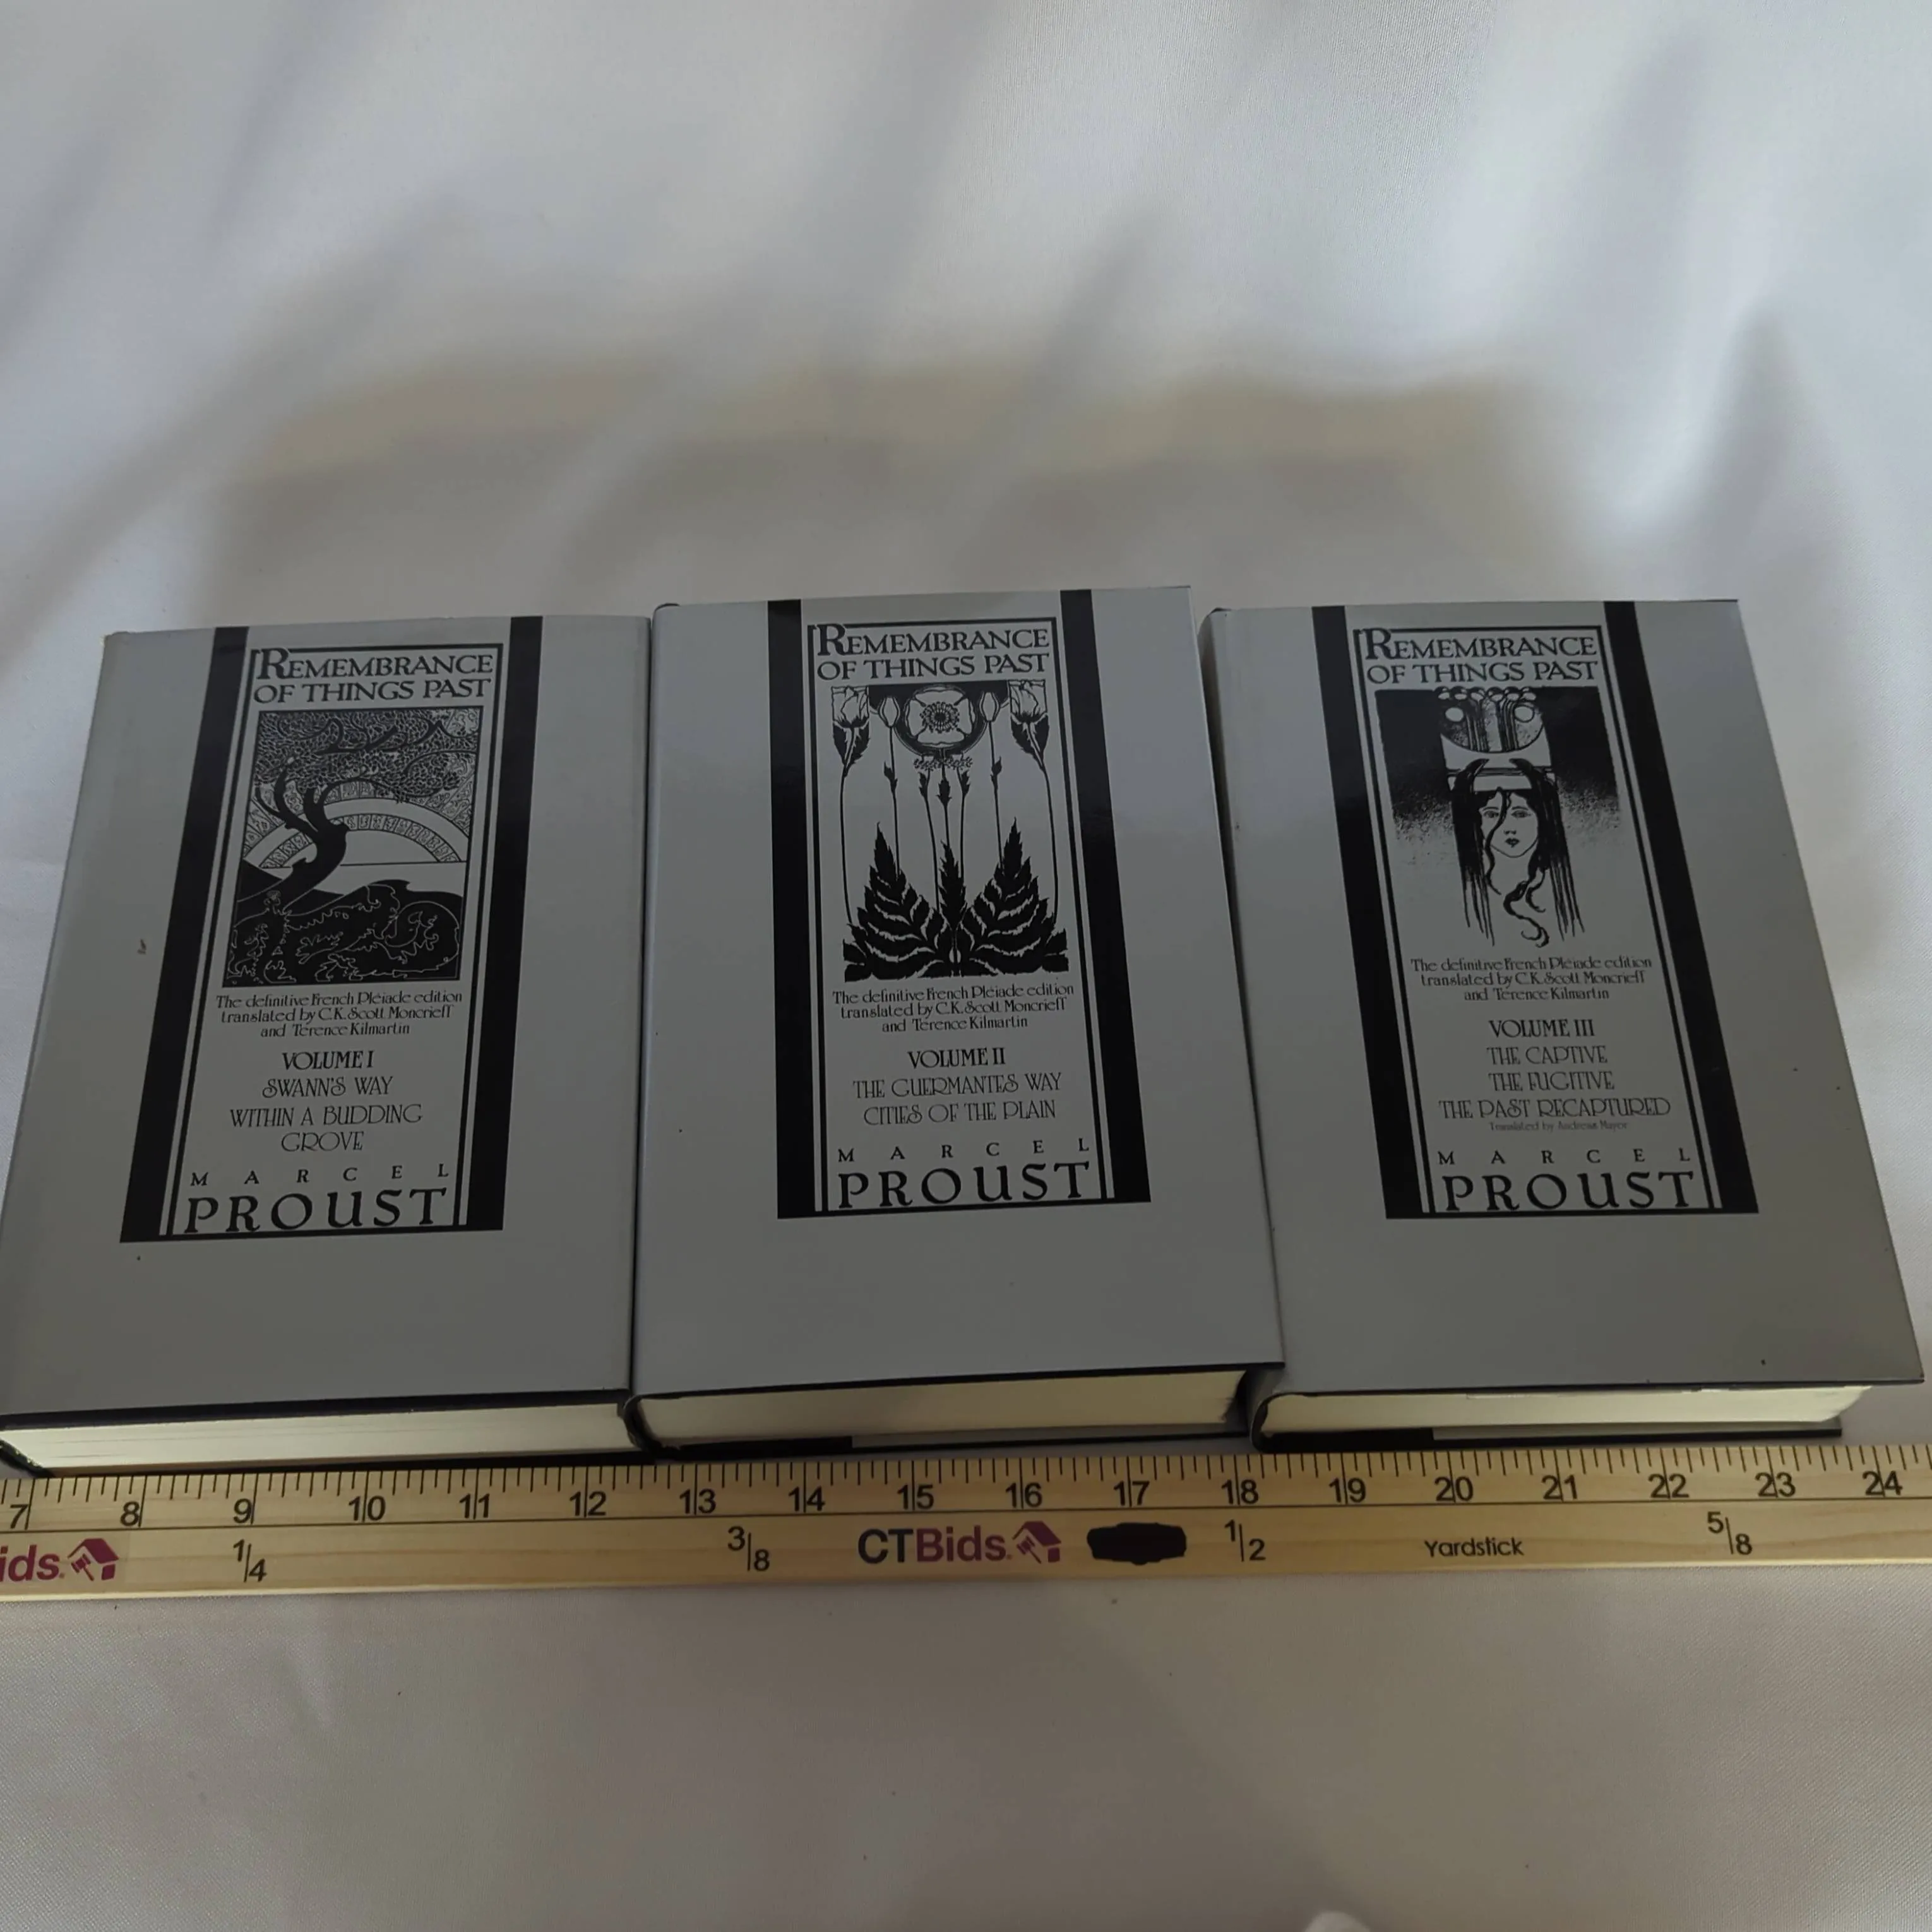 REMEMBRANCE
OF THINGS PAST
The definitive French Pléiade edition
translated by C.K. Scott Moncrieff
and Terence Kilmartin
VOLUME I
SWANN'S WAY
WITHIN A BUDDING
GROVE
MARCEL
PROUST
REMEMBRANCE
OF THINGS PAST
The definitive French Pléiade edition
translated by C.K. Scott Moncrieff
and Terence Kilmartin
VOLUME II
THE GUERMANTES WAY
CITIES OF THE PLAIN
MARCEL
PROUST
REMEMBRANCE
OF THINGS PAST
The definitive French Pléiade edition
translated by C.K. Scott Moncrieff
and Terence Kilmartin
VOLUME III
THE CAPTIVE
THE FUGITIVE
THE PAST RECAPTURED
Translated by Andreas Mayor
MARCEL
PROUST
7 8 9 10 11 12 13 14 15 16 17 18 19 20 21 22 23 24
ids. 1/4 3/8 CTBids. 1/2 Yardstick 5/8